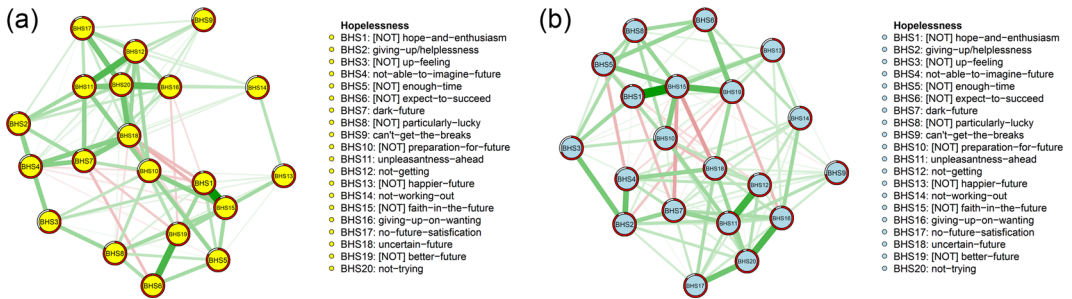 (a)
BHS17
BHS9
BHS12
BHS11
BHS20
BHS16
BHS14
BHS2
BHS18
BHS4
BHS7
BHS10
BHS1
BHS13
BHS15
BHS3
BHS19
BHS8
BHS5
BHS6
Hopelessness
BHS1: [NOT] hope-and-enthusiasm
BHS2: giving-up/helplessness
BHS3: [NOT] up-feeling
BHS4: not-able-to-imagine-future
BHS5: [NOT] enough-time
BHS6: [NOT] expect-to-succeed
BHS7: dark-future
BHS8: [NOT] particularly-lucky
BHS9: can't-get-the-breaks
BHS10: [NOT] preparation-for-future
BHS11: unpleasantness-ahead
BHS12: not-getting
BHS13: [NOT] happier-future
BHS14: not-working-out
BHS15: [NOT] faith-in-the-future
BHS16: giving-up-on-wanting
BHS17: no-future-satisfication
BHS18: uncertain-future
BHS19: [NOT] better-future
BHS20: not-trying
(b)
BHS6
BHS8
BHS13
BHS5
BHS15
BHS1
BHS19
BHS14
BHS10
BHS3
BHS18
BHS9
BHS4
BHS12
BHS7
BHS2
BHS11
BHS16
BHS20
BHS17
Hopelessness
BHS1: [NOT] hope-and-enthusiasm
BHS2: giving-up/helplessness
BHS3: [NOT] up-feeling
BHS4: not-able-to-imagine-future
BHS5: [NOT] enough-time
BHS6: [NOT] expect-to-succeed
BHS7: dark-future
BHS8: [NOT] particularly-lucky
BHS9: can't-get-the-breaks
BHS10: [NOT] preparation-for-future
BHS11: unpleasantness-ahead
BHS12: not-getting
BHS13: [NOT] happier-future
BHS14: not-working-out
BHS15: [NOT] faith-in-the-future
BHS16: giving-up-on-wanting
BHS17: no-future-satisfication
BHS18: uncertain-future
BHS19: [NOT] better-future
BHS20: not-trying